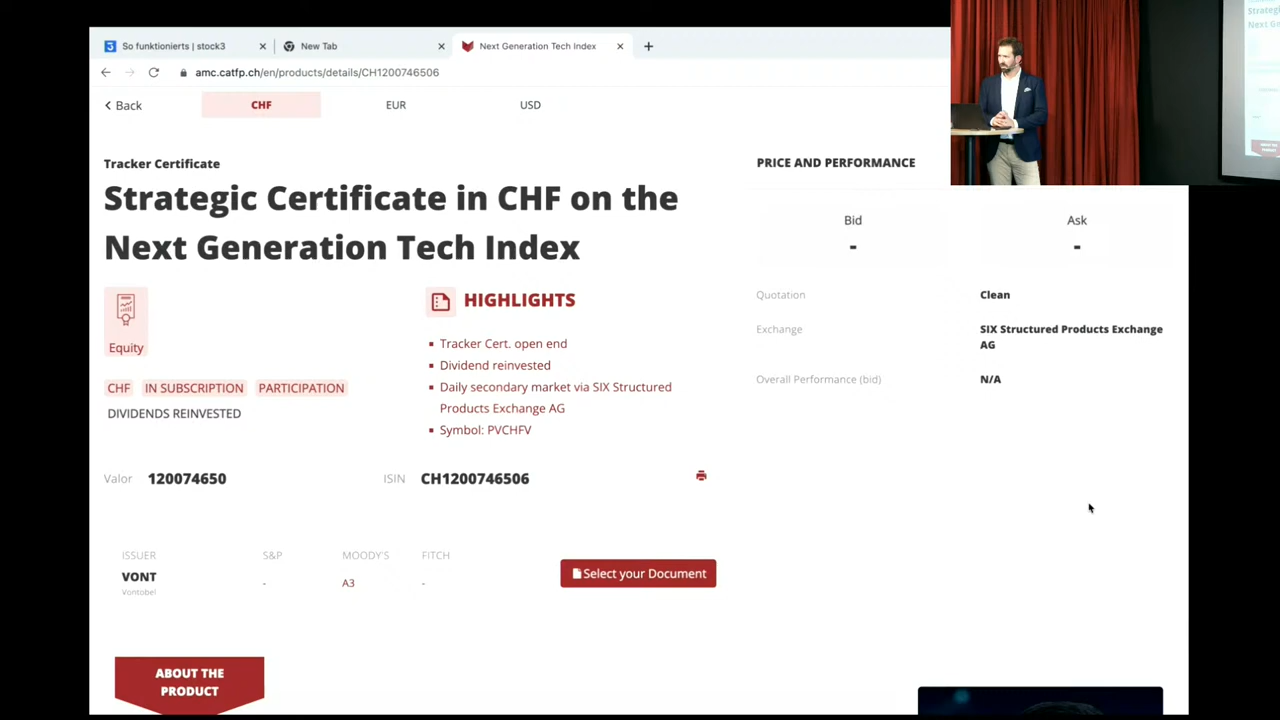 So funktionierts | stock3
New Tab
Next Generation Tech Index
amc.catfp.ch/en/products/details/CH1200746506
Back
CHF
EUR
USD
Tracker Certificate
Strategic Certificate in CHF on the
Next Generation Tech Index
Equity
CHF
IN SUBSCRIPTION
PARTICIPATION
DIVIDENDS REINVESTED
HIGHLIGHTS
Tracker Cert. open end
Dividend reinvested
Daily secondary market via SIX Structured
Products Exchange AG
Symbol: PVCHFV
Valor 120074650
ISIN CH1200746506
ISSUER
S&P
MOODY'S
FITCH
VONT
Vontobel
-
A3
-
Select your Document
ABOUT THE
PRODUCT
PRICE AND PERFORMANCE
Bid
Ask
-
-
Quotation
Clean
Exchange
SIX Structured Products Exchange
AG
Overall Performance (bid)
N/A
Strategi
Next Ge